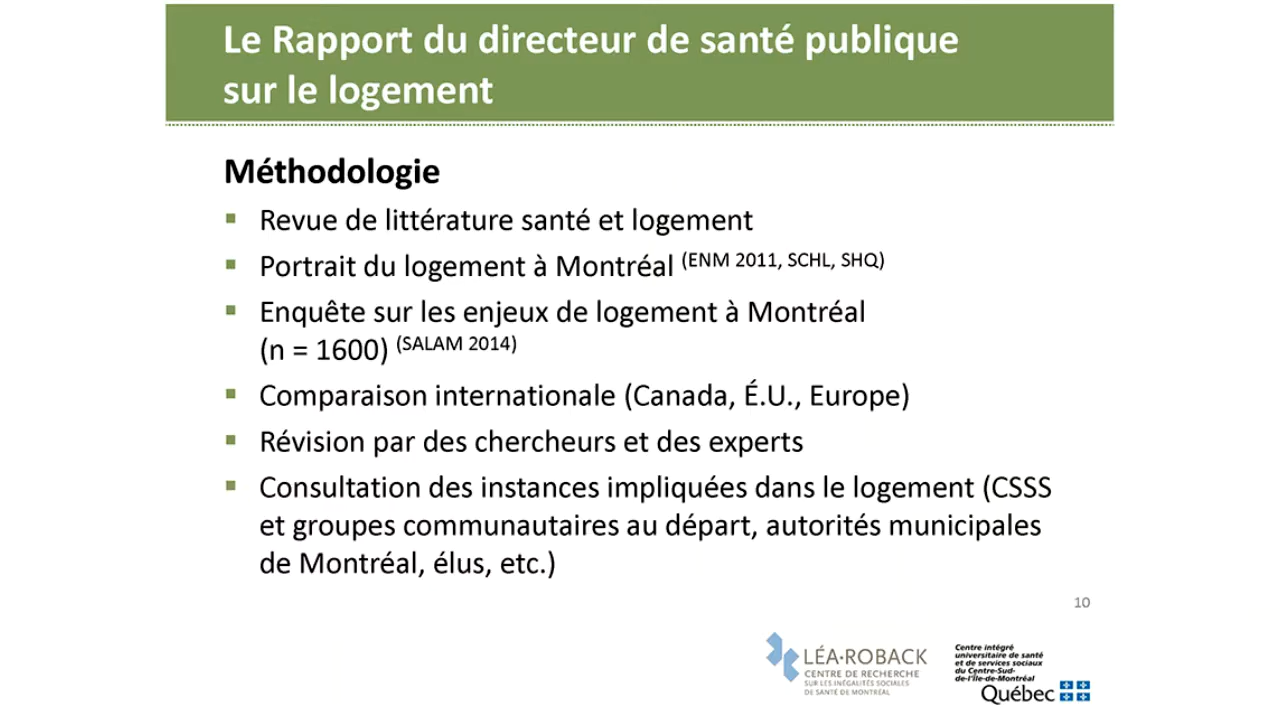 Le Rapport du directeur de santé publique
sur le logement
Méthodologie
▪ Revue de littérature santé et logement
▪ Portrait du logement à Montréal (ENM 2011, SCHL, SHQ)
▪ Enquête sur les enjeux de logement à Montréal
(n = 1600) (SALAM 2014)
▪ Comparaison internationale (Canada, É.U., Europe)
▪ Révision par des chercheurs et des experts
▪ Consultation des instances impliquées dans le logement (CSSS
et groupes communautaires au départ, autorités municipales
de Montréal, élus, etc.)
10
LÉA·ROBACK
CENTRE DE RECHERCHE
SUR LES INÉGALITÉS SOCIALES
DE SANTÉ DE MONTRÉAL
Centre intégré
universitaire de santé
et de services sociaux
du Centre-Sud-
de-l'Île-de-Montréal
Québec